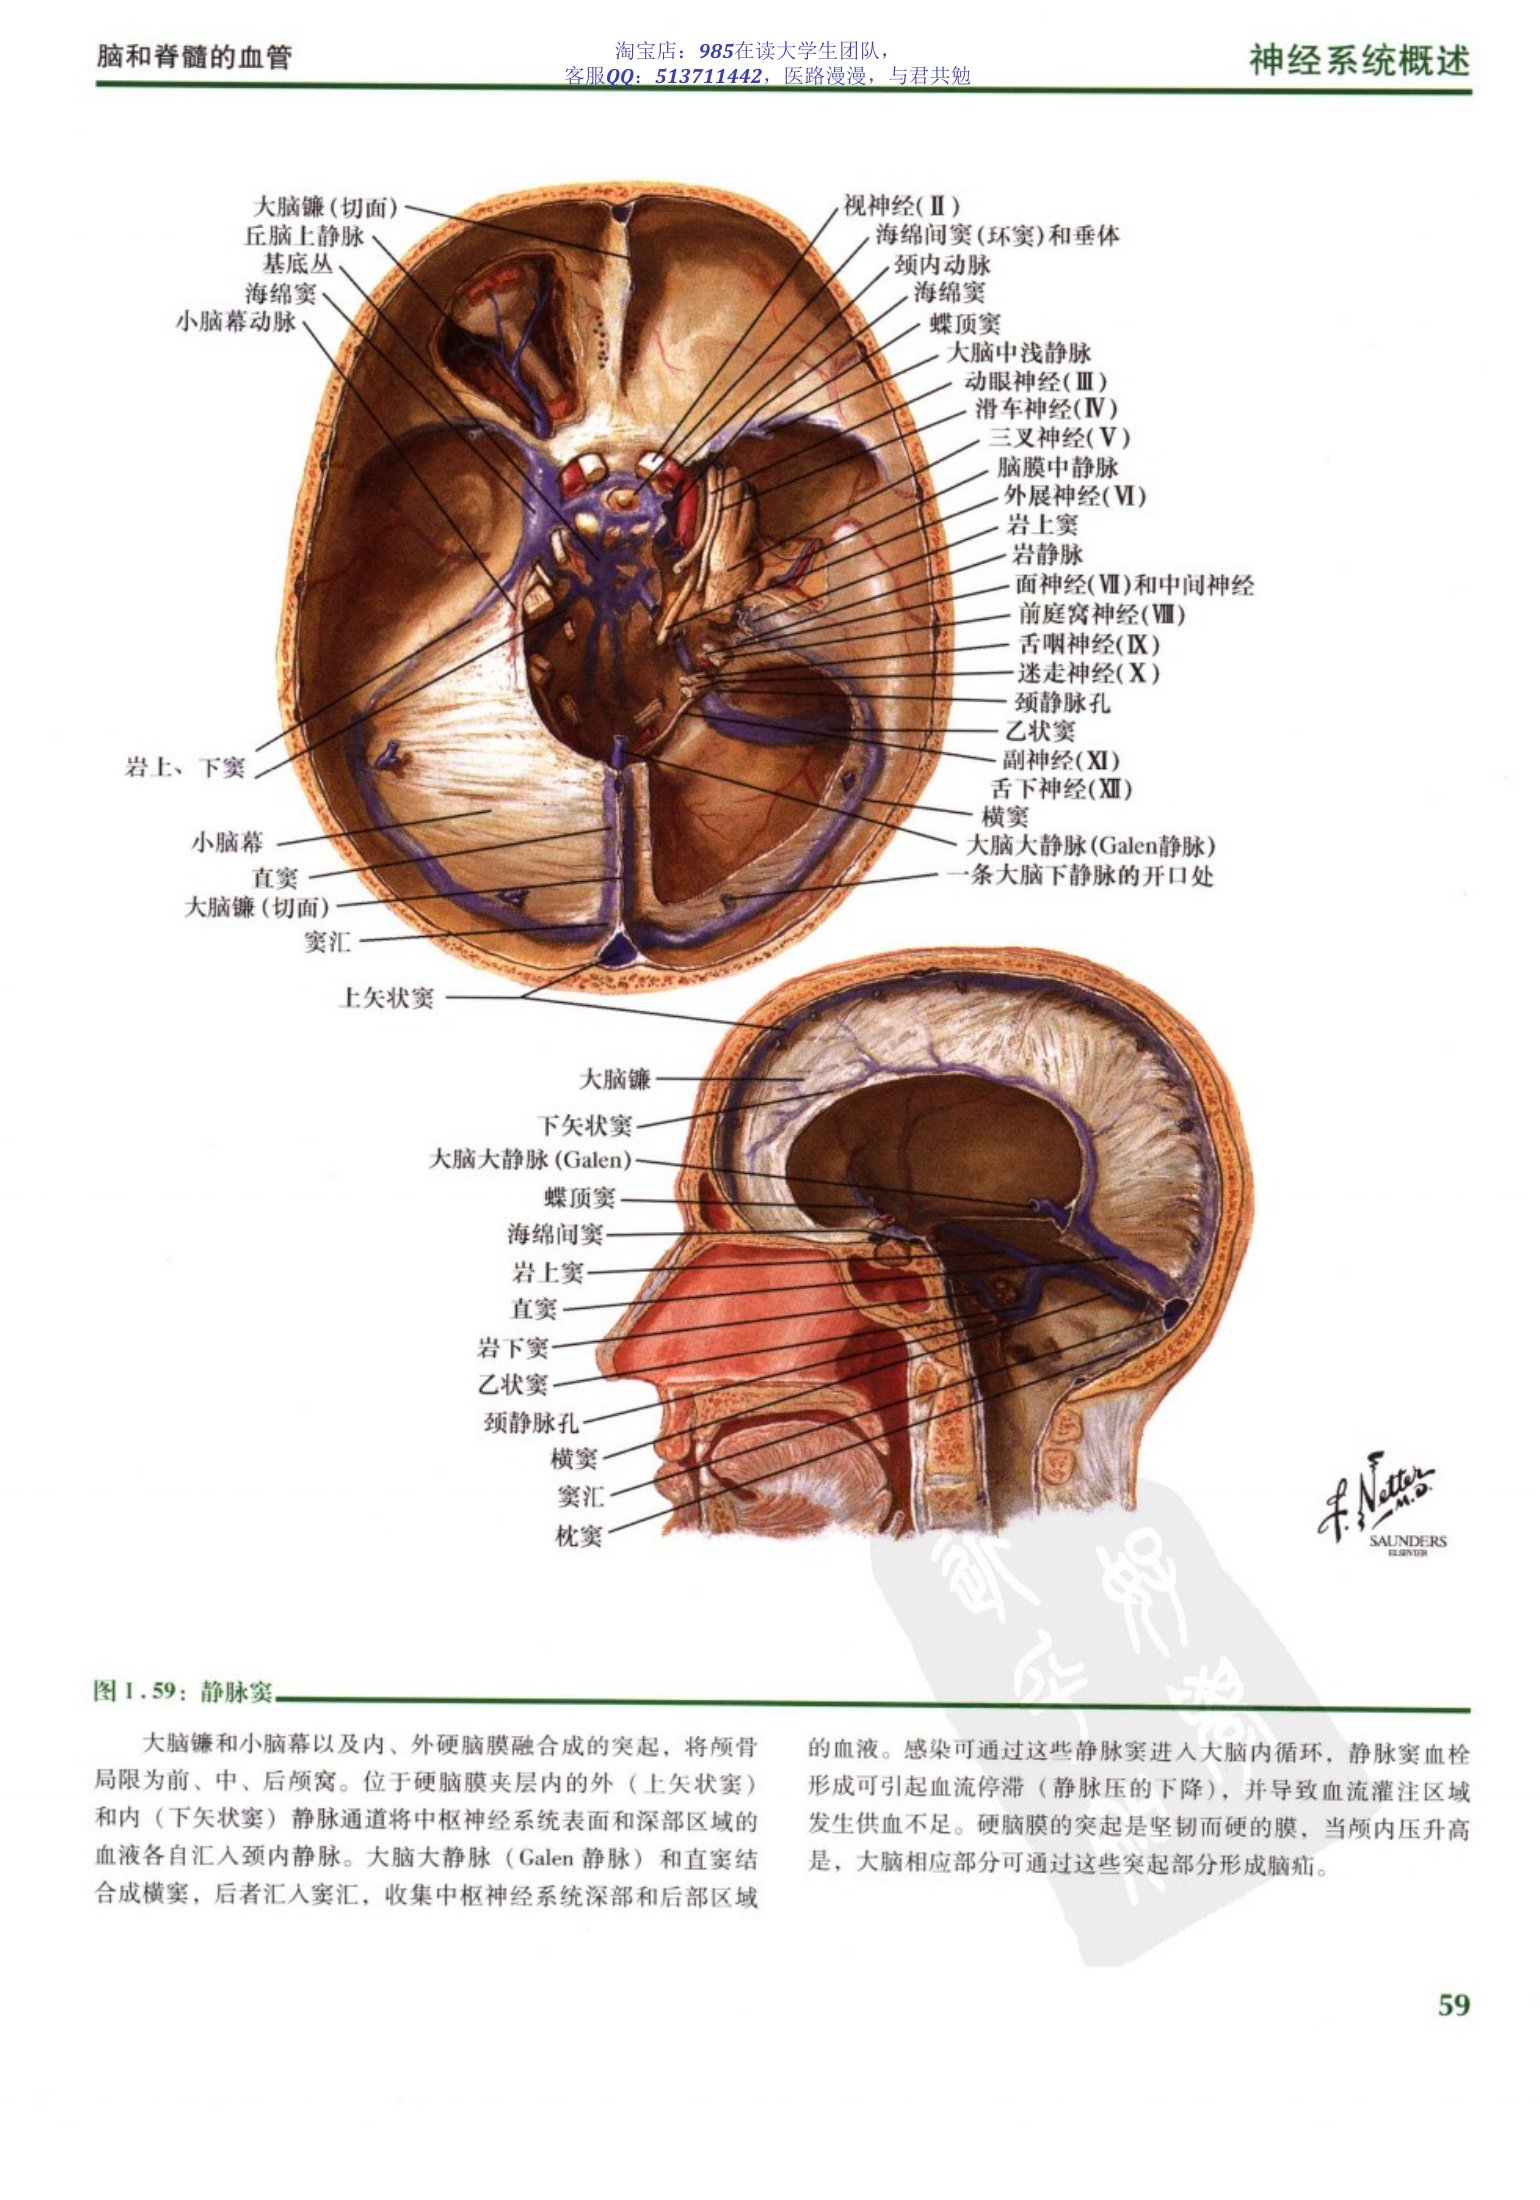 脑和脊髓的血管
淘宝店：985在读大学生团队，
客服QQ：513711442，医路漫漫，与君共勉
神经系统概述
大脑镰(切面)
丘脑上静脉
基底丛
海绵窦
小脑幕动脉
视神经(Ⅱ)
海绵间窦(环窦)和垂体
颈内动脉
海绵窦
蝶顶窦
大脑中浅静脉
动眼神经(Ⅲ)
滑车神经(Ⅳ)
三叉神经(Ⅴ)
脑膜中静脉
外展神经(Ⅵ)
岩上窦
岩静脉
面神经(Ⅶ)和中间神经
前庭窝神经(Ⅷ)
舌咽神经(Ⅸ)
迷走神经(Ⅹ)
颈静脉孔
乙状窦
副神经(Ⅺ)
舌下神经(Ⅻ)
横窦
大脑大静脉(Galen静脉)
一条大脑下静脉的开口处
岩上、下窦
小脑幕
直窦
大脑镰(切面)
窦汇
上矢状窦
大脑镰
下矢状窦
大脑大静脉(Galen)
蝶顶窦
海绵间窦
岩上窦
直窦
岩下窦
乙状窦
颈静脉孔
横窦
窦汇
枕窦
F. Netter M.D.
SAUNDERS
ELSEVIER
图 I.59：静脉窦
大脑镰和小脑幕以及内、外硬脑膜融合成的突起，将颅骨
局限为前、中、后颅窝。位于硬脑膜夹层内的外（上矢状窦）
和内（下矢状窦）静脉通道将中枢神经系统表面和深部区域的
血液各自汇入颈内静脉。大脑大静脉（Galen 静脉）和直窦结
合成横窦，后者汇入窦汇，收集中枢神经系统深部和后部区域
的血液。感染可通过这些静脉窦进入大脑内循环，静脉窦血栓
形成可引起血流停滞（静脉压的下降），并导致血流灌注区域
发生供血不足。硬脑膜的突起是坚韧而硬的膜，当颅内压升高
是，大脑相应部分可通过这些突起部分形成脑疝。
59